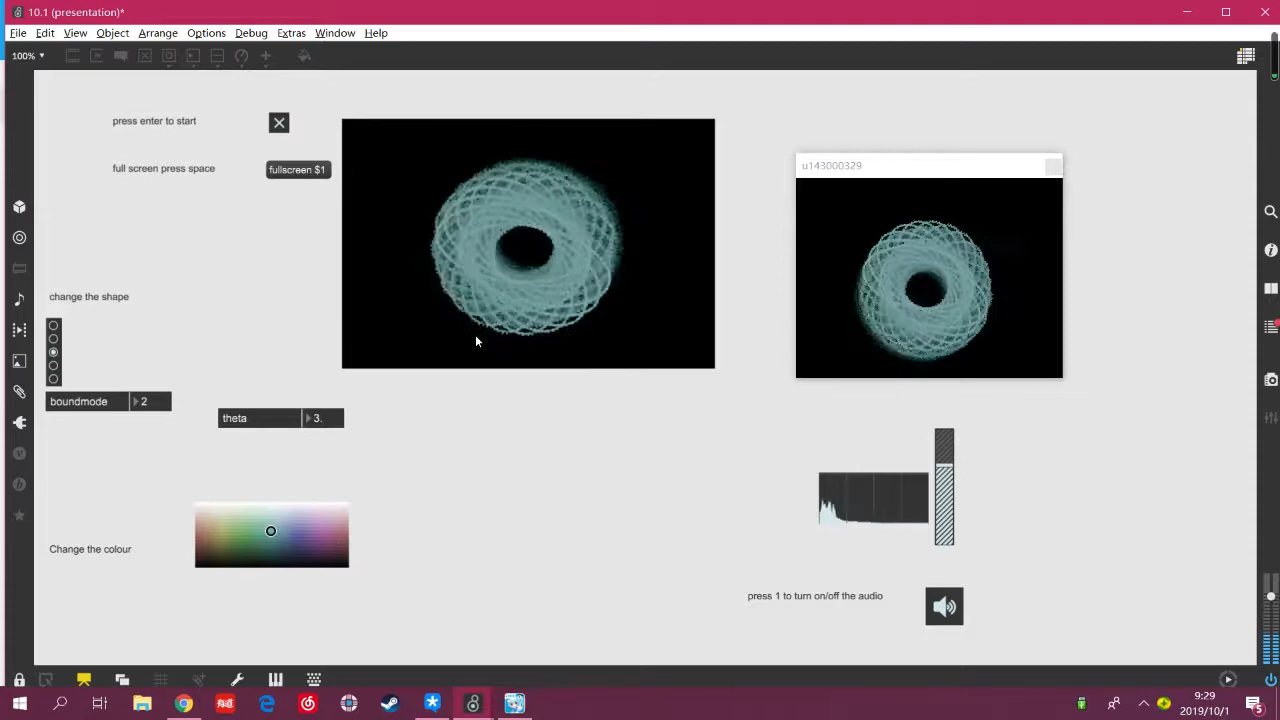 10.1 (presentation)*
File Edit View Object Arrange Options Debug Extras Window Help
100%
press enter to start
full screen press space
fullscreen $1
u143000329
change the shape
boundmode 2
theta 3.
Change the colour
press 1 to turn on/off the audio
9:29
2019/10/1
5